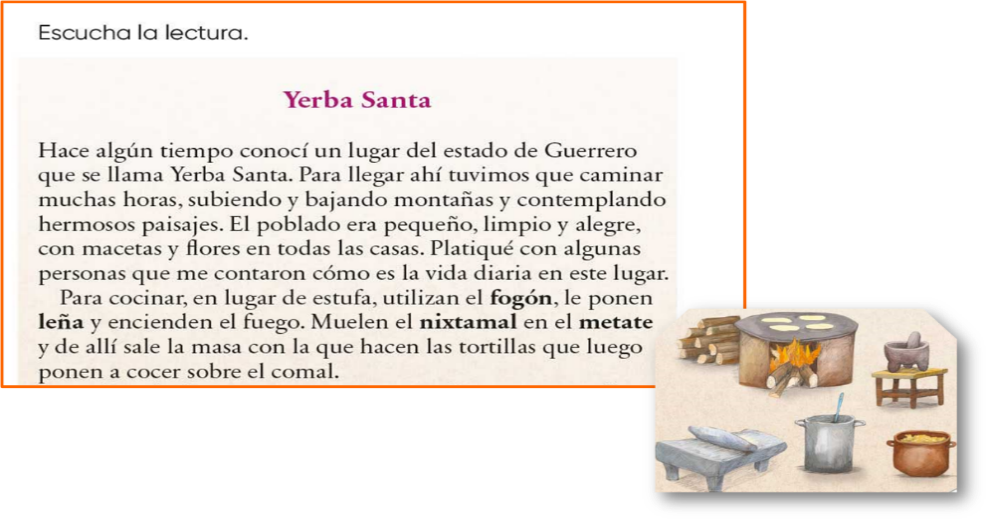 Escucha la lectura.
Yerba Santa
Hace algún tiempo conocí un lugar del estado de Guerrero
que se llama Yerba Santa. Para llegar ahí tuvimos que caminar
muchas horas, subiendo y bajando montañas y contemplando
hermosos paisajes. El poblado era pequeño, limpio y alegre,
con macetas y flores en todas las casas. Platiqué con algunas
personas que me contaron cómo es la vida diaria en este lugar.
Para cocinar, en lugar de estufa, utilizan el fogón, le ponen
leña y encienden el fuego. Muelen el nixtamal en el metate
y de allí sale la masa con la que hacen las tortillas que luego
ponen a cocer sobre el comal.